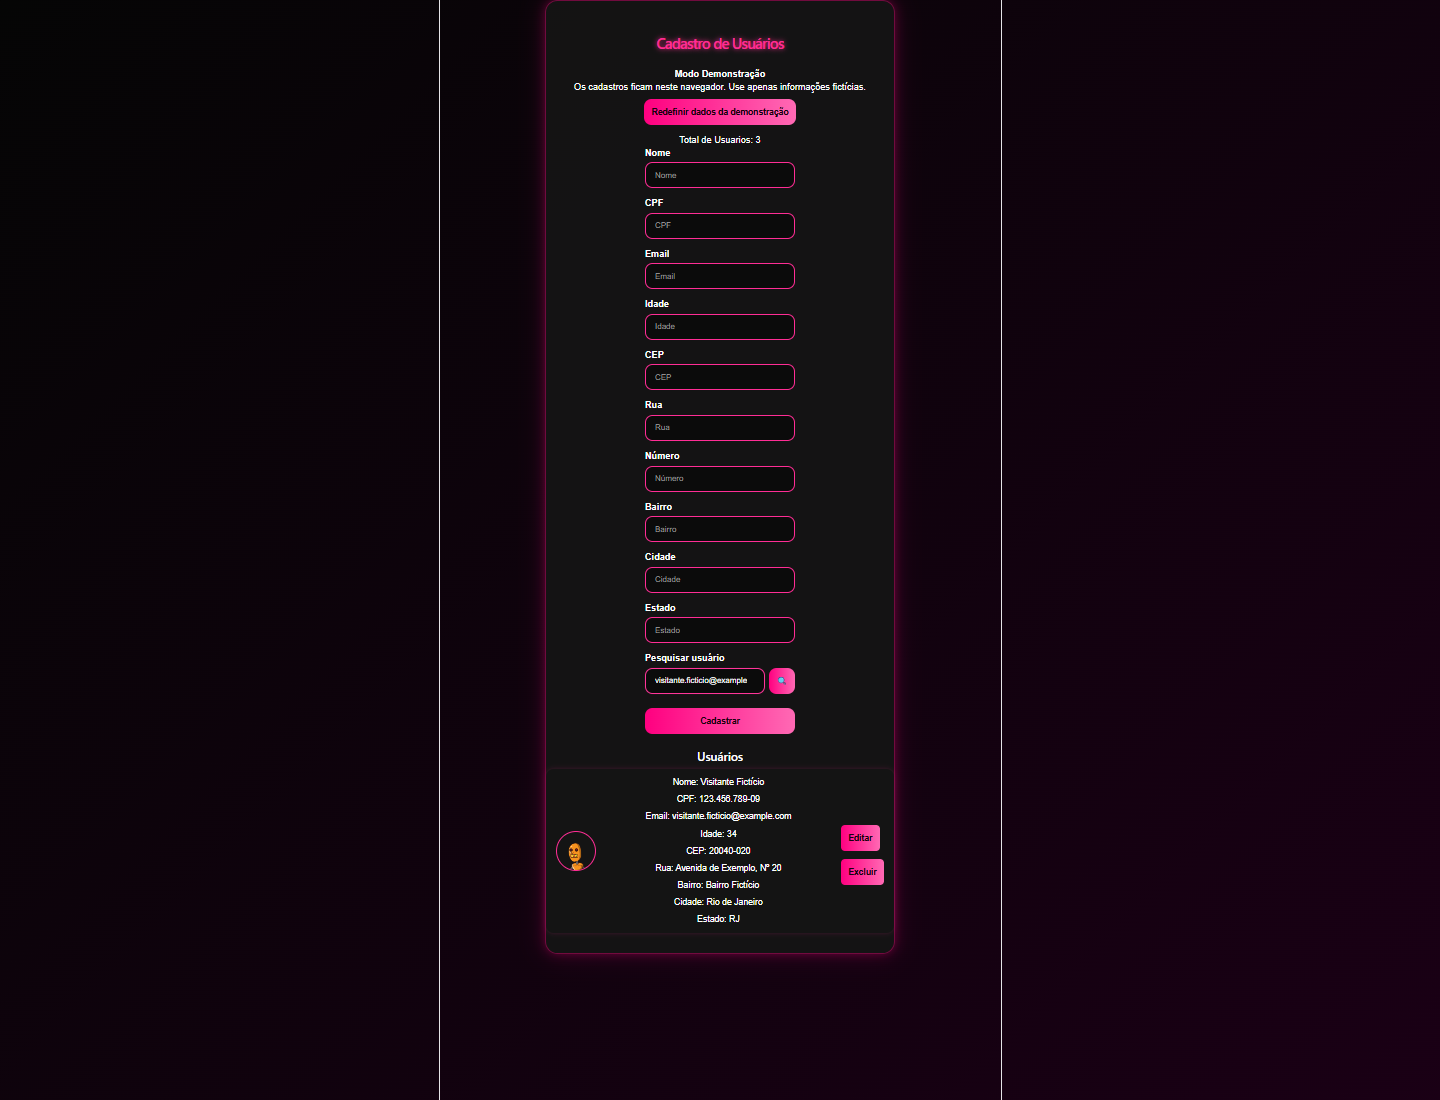 Cadastro de Usuários
Modo Demonstração
Os cadastros ficam neste navegador. Use apenas informações fictícias.
Redefinir dados da demonstração
Total de Usuarios: 3
Nome
Nome
CPF
CPF
Email
Email
Idade
Idade
CEP
CEP
Rua
Rua
Número
Número
Bairro
Bairro
Cidade
Cidade
Estado
Estado
Pesquisar usuário
visitante.ficticio@example
Cadastrar
Usuários
Nome: Visitante Fictício
CPF: 123.456.789-09
Email: visitante.ficticio@example.com
Idade: 34
CEP: 20040-020
Rua: Avenida de Exemplo, Nº 20
Bairro: Bairro Fictício
Cidade: Rio de Janeiro
Estado: RJ
Editar
Excluir